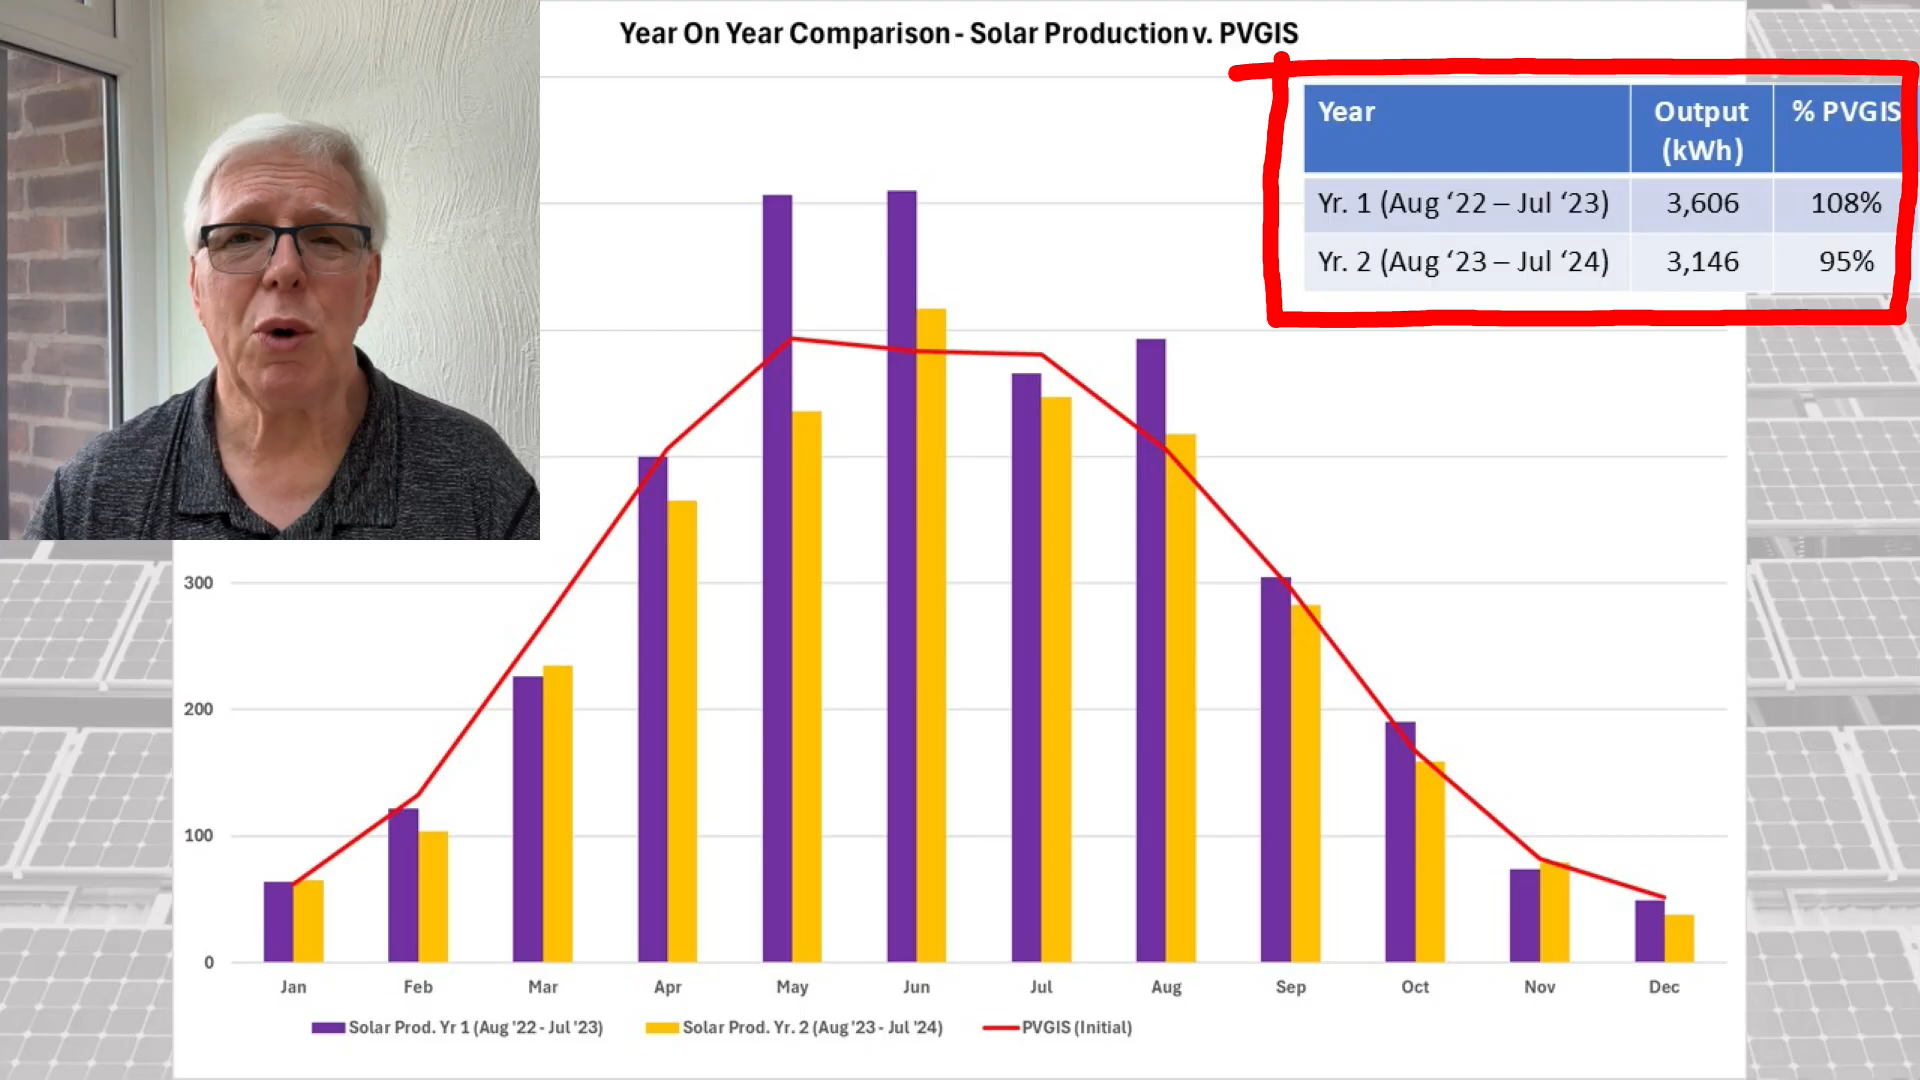 Year On Year Comparison - Solar Production v. PVGIS
Year Output (kWh) % PVGIS
Yr. 1 (Aug ‘22 – Jul ‘23) 3,606 108%
Yr. 2 (Aug ‘23 – Jul ‘24) 3,146 95%
300
200
100
0
Jan Feb Mar Apr May Jun Jul Aug Sep Oct Nov Dec
Solar Prod. Yr 1 (Aug '22 - Jul '23) Solar Prod. Yr. 2 (Aug '23 - Jul '24) PVGIS (Initial)